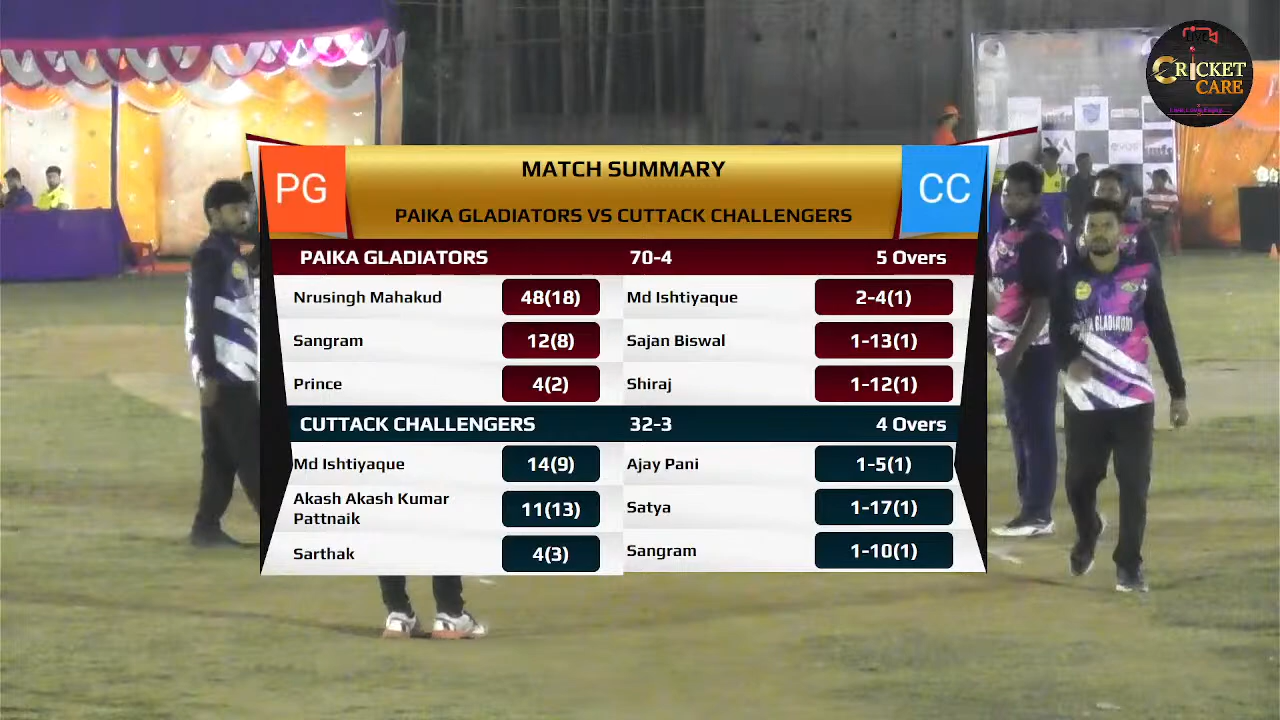 LIVE
CRICKET
CARE
PG
MATCH SUMMARY
CC
PAIKA GLADIATORS VS CUTTACK CHALLENGERS
PAIKA GLADIATORS 70-4 5 Overs
Nrusingh Mahakud 48(18) Md Ishtiyaque 2-4(1)
Sangram 12(8) Sajan Biswal 1-13(1)
Prince 4(2) Shiraj 1-12(1)
CUTTACK CHALLENGERS 32-3 4 Overs
Md Ishtiyaque 14(9) Ajay Pani 1-5(1)
Akash Akash Kumar
Pattnaik 11(13) Satya 1-17(1)
Sarthak 4(3) Sangram 1-10(1)
GLADIATORS